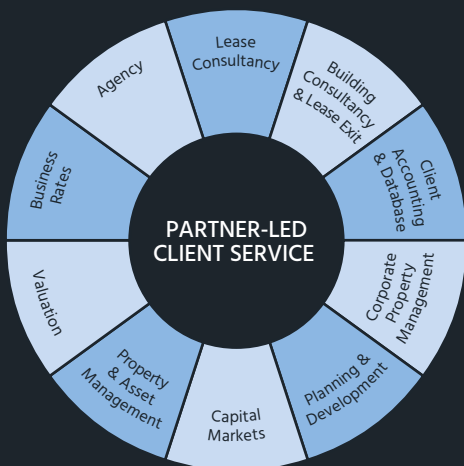 Lease
Consultancy
Building
Consultancy
& Lease Exit
Client
Accounting
& Database
Corporate
Property
Management
Planning &
Development
Capital
Markets
Property
& Asset
Management
Valuation
Business
Rates
Agency
PARTNER-LED
CLIENT SERVICE